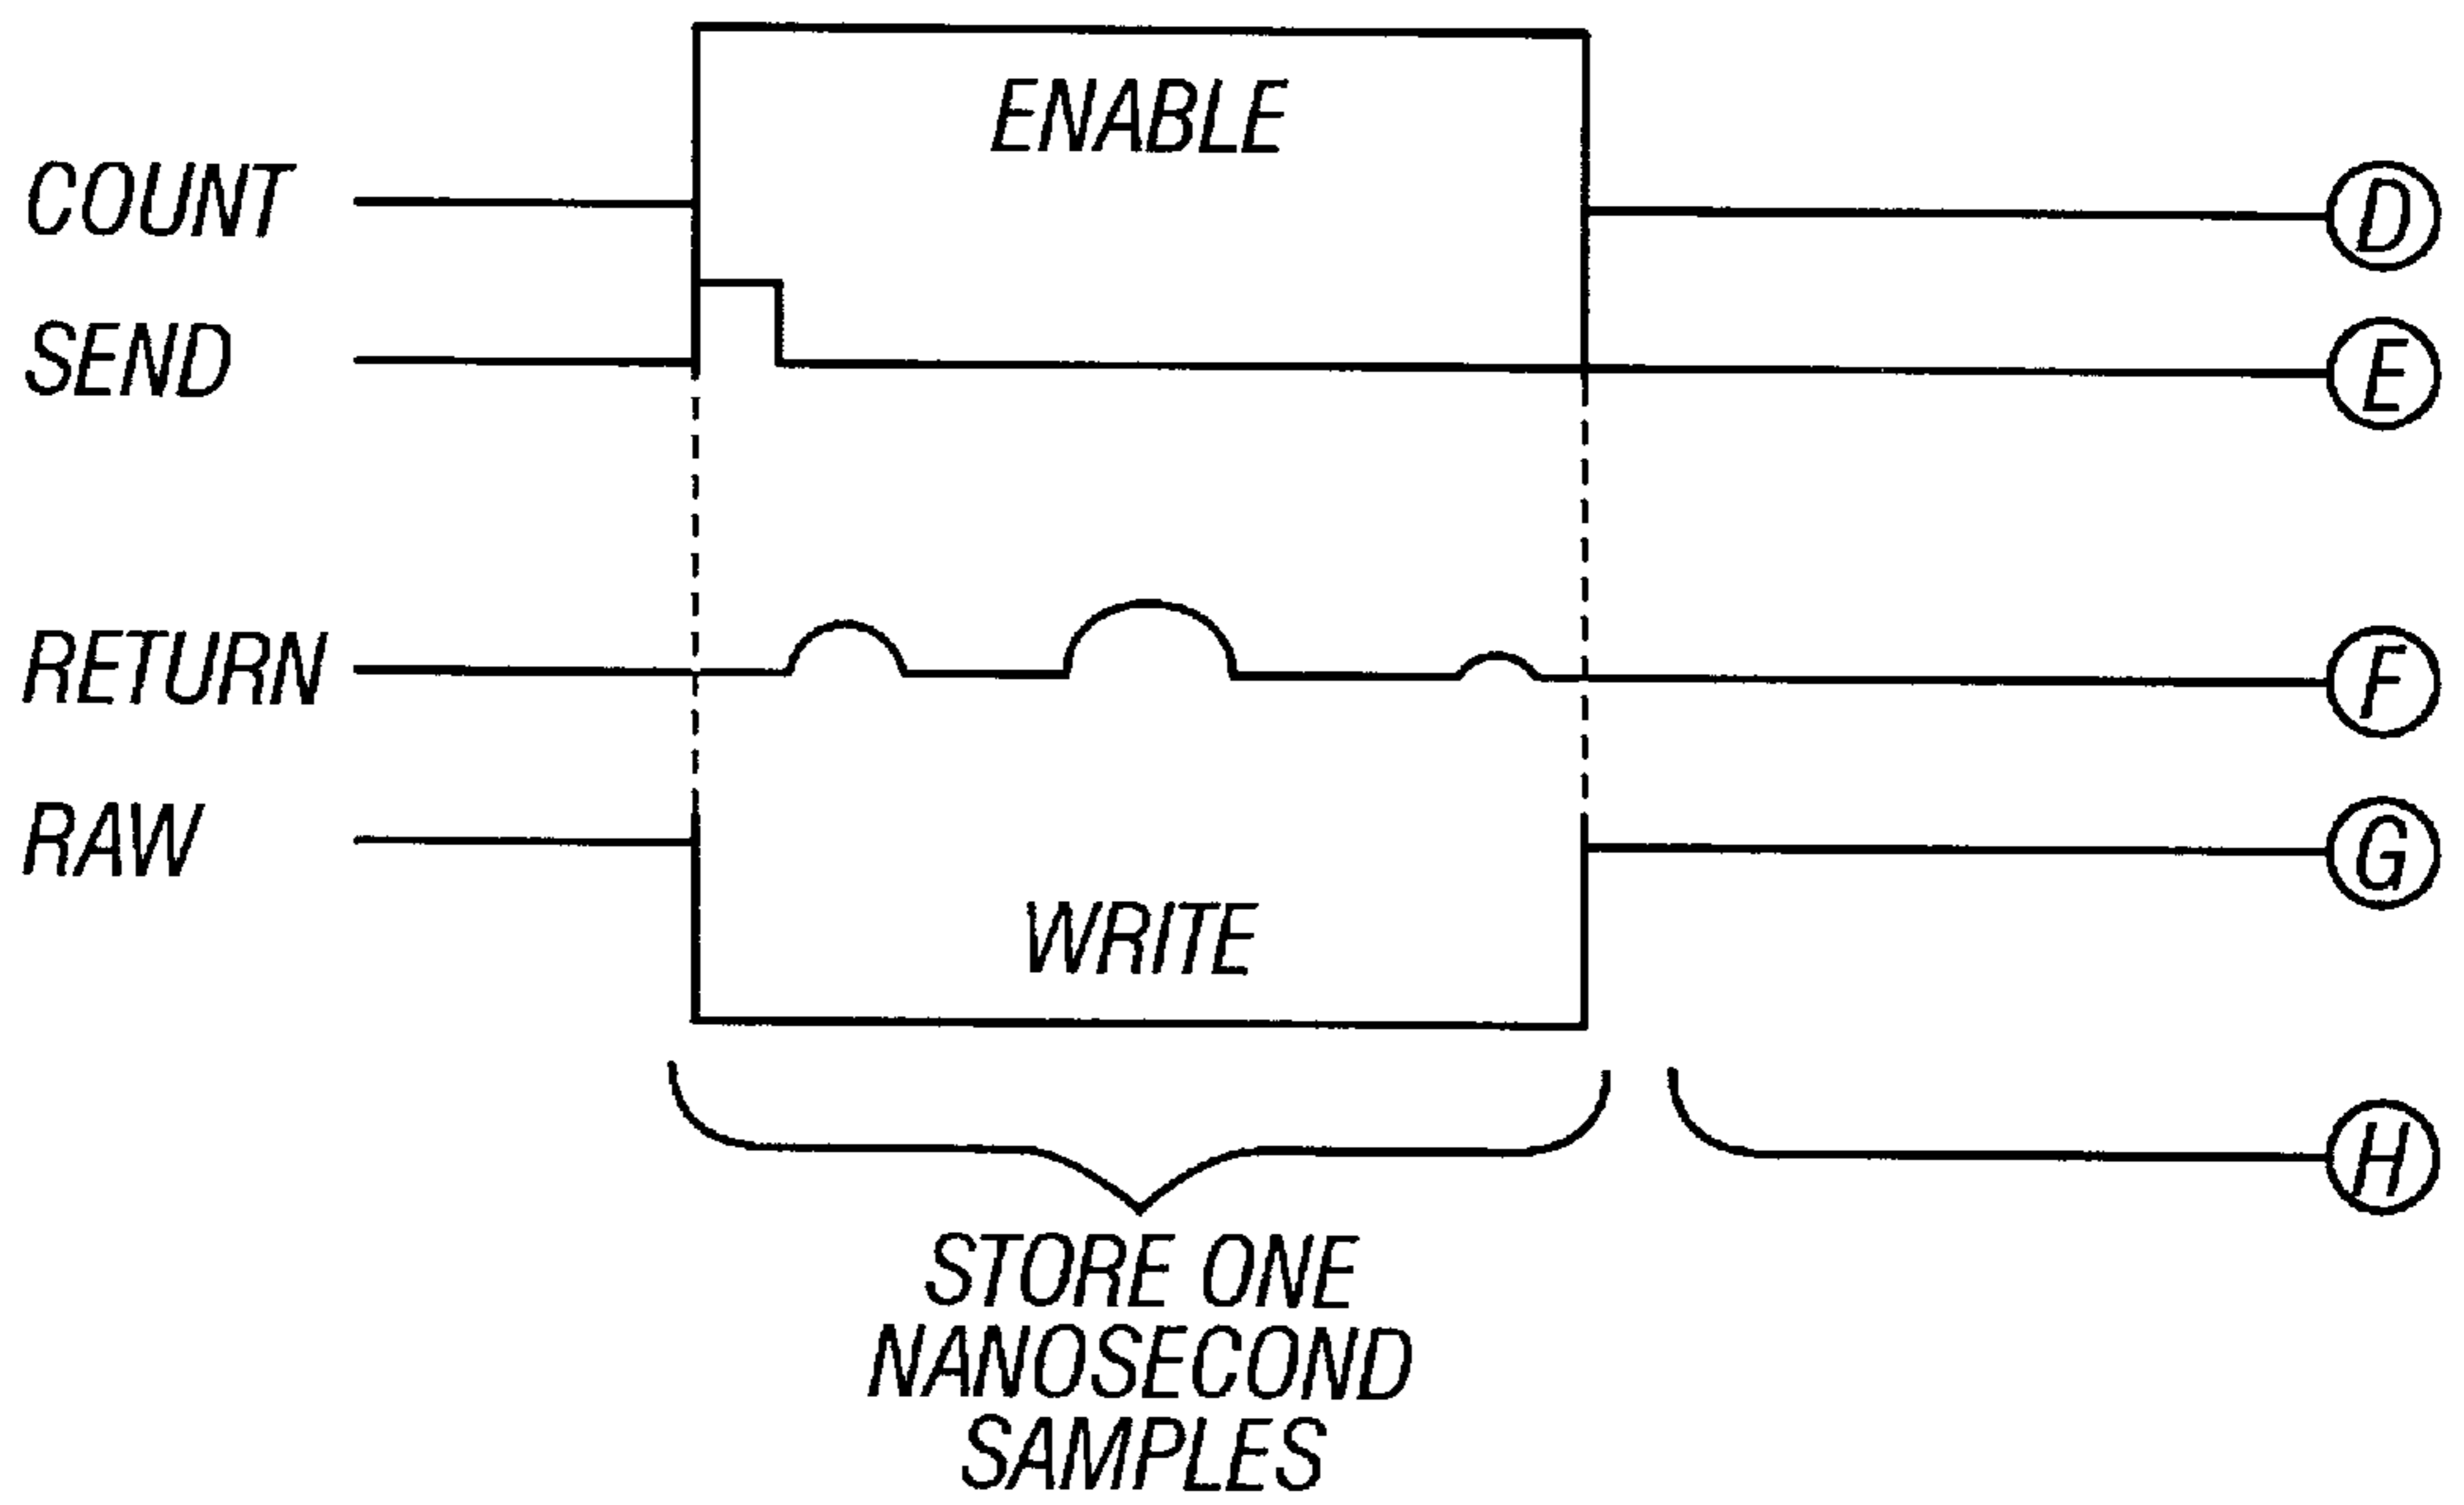 ENABLE
COUNT
D
SEND
E
RETURN
F
RAW
G
WRITE
H
STORE ONE
NANOSECOND
SAMPLES